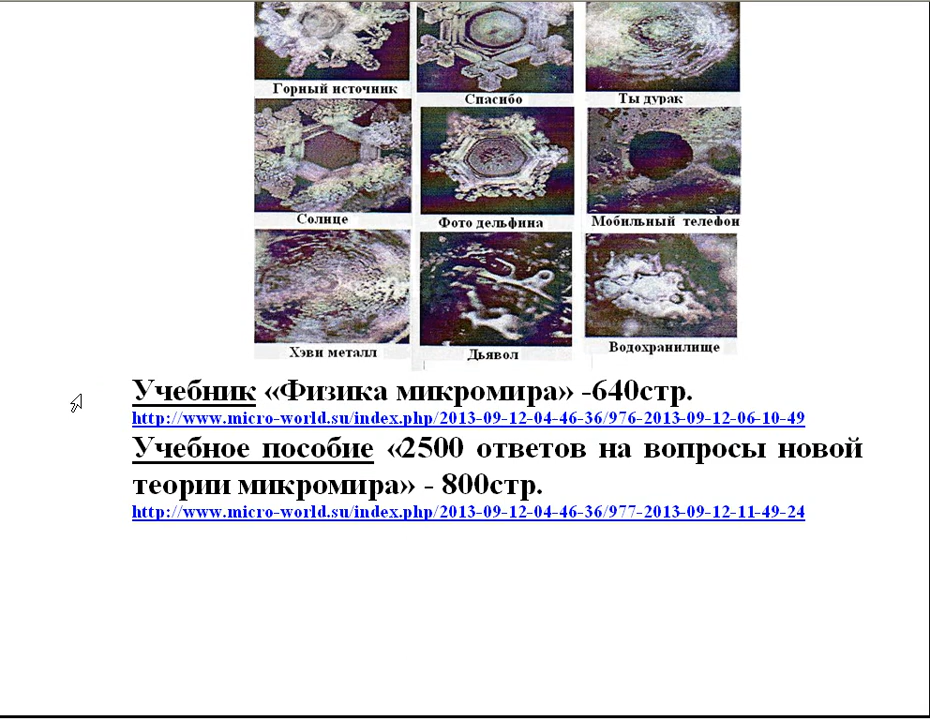 Горный источник
Спасибо
Ты дурак
Солнце
Фото дельфина
Мобильный телефон
Хэви металл
Дьявол
Водохранилище
Учебник «Физика микромира» -640стр.
http://www.micro-world.su/index.php/2013-09-12-04-46-36/976-2013-09-12-06-10-49
Учебное пособие «2500 ответов на вопросы новой
теории микромира» - 800стр.
http://www.micro-world.su/index.php/2013-09-12-04-46-36/977-2013-09-12-11-49-24